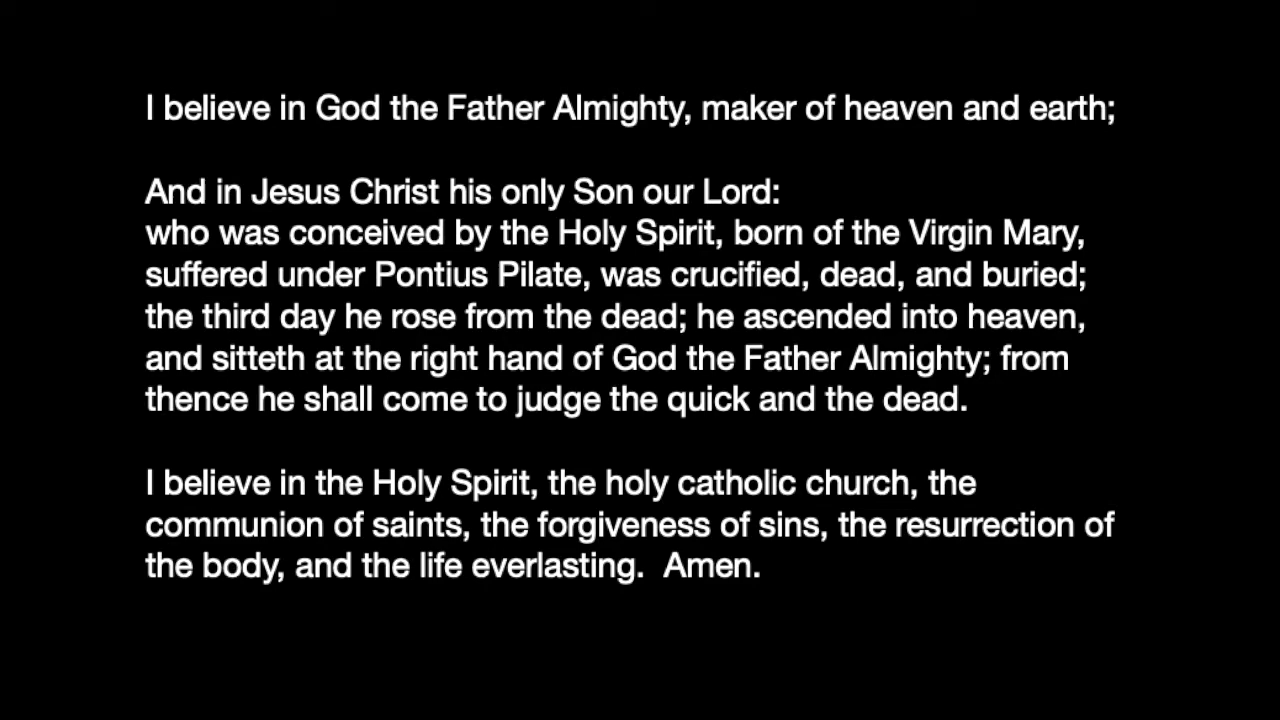 I believe in God the Father Almighty, maker of heaven and earth;
And in Jesus Christ his only Son our Lord:
who was conceived by the Holy Spirit, born of the Virgin Mary,
suffered under Pontius Pilate, was crucified, dead, and buried;
the third day he rose from the dead; he ascended into heaven,
and sitteth at the right hand of God the Father Almighty; from
thence he shall come to judge the quick and the dead.
I believe in the Holy Spirit, the holy catholic church, the
communion of saints, the forgiveness of sins, the resurrection of
the body, and the life everlasting.  Amen.